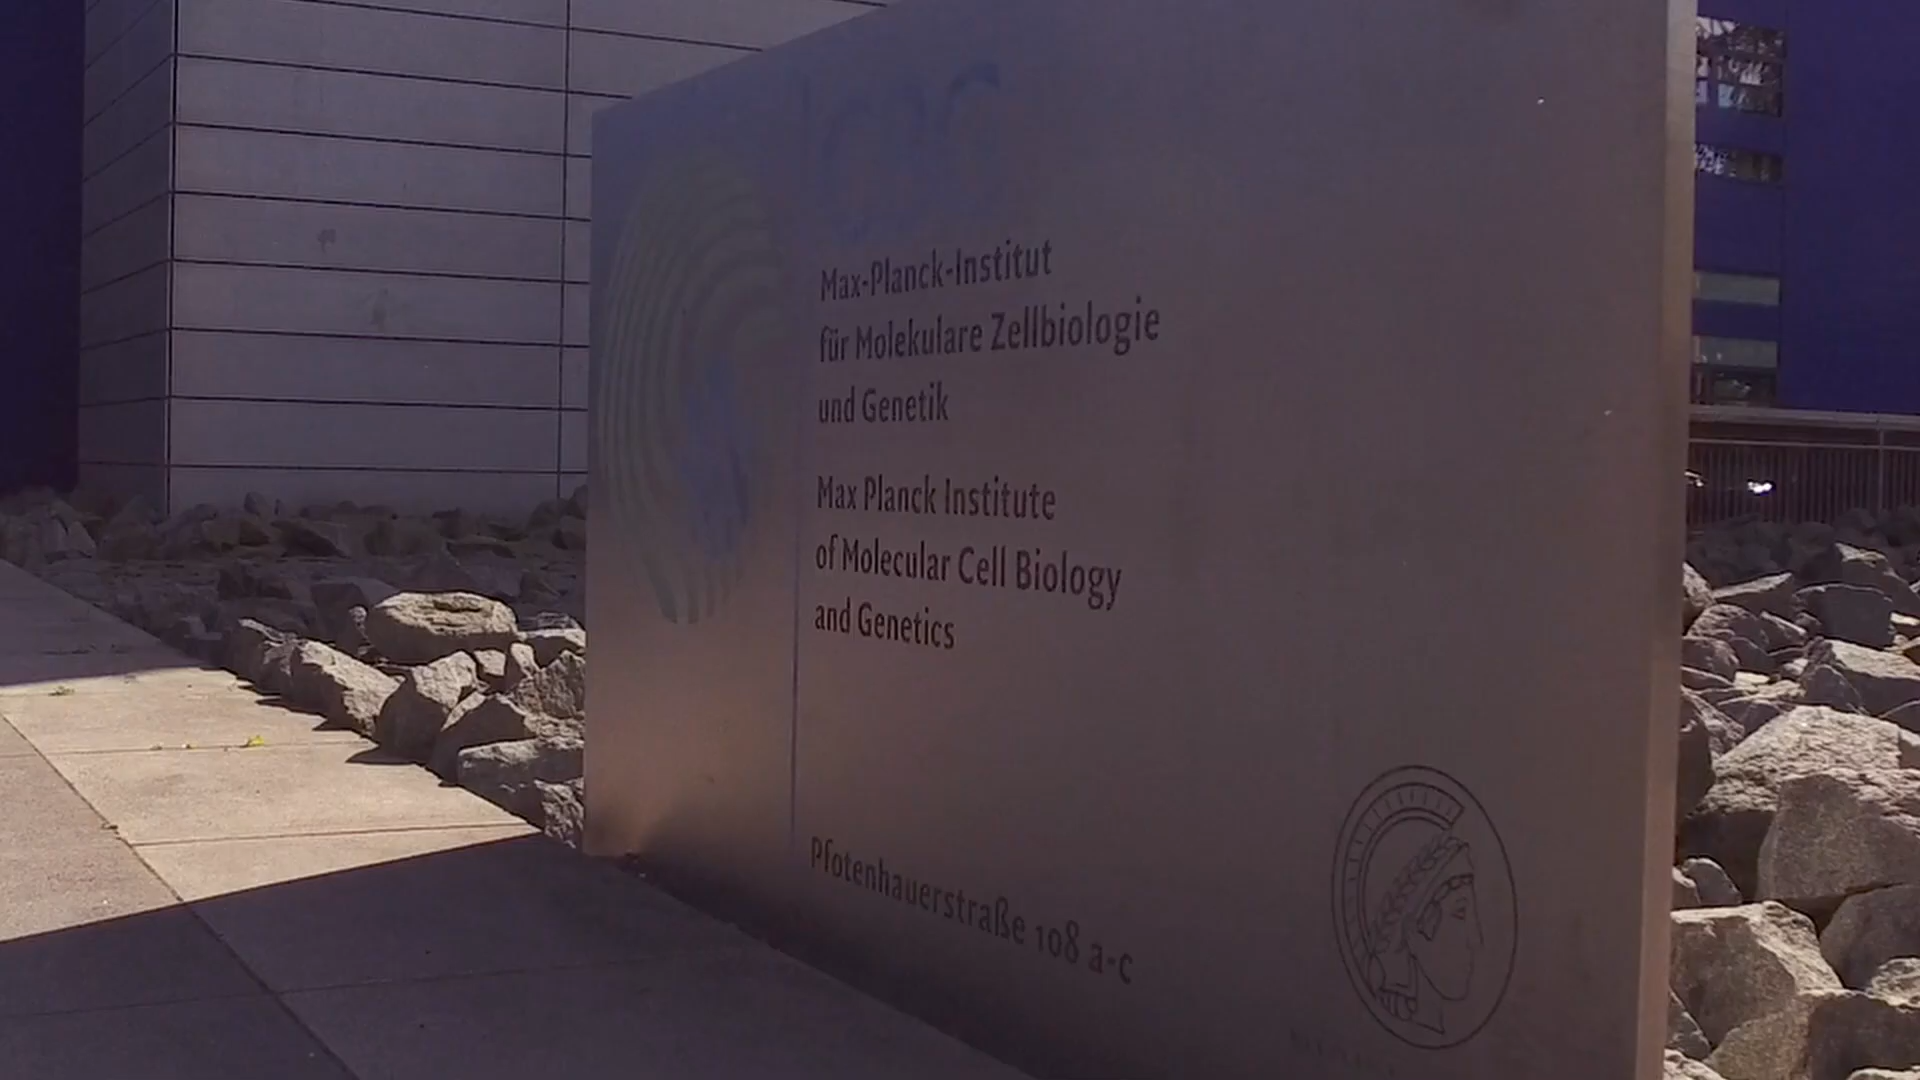 Max-Planck-Institut
für Molekulare Zellbiologie
und Genetik
Max Planck Institute
of Molecular Cell Biology
and Genetics
Pfotenhauerstraße 108 a-c